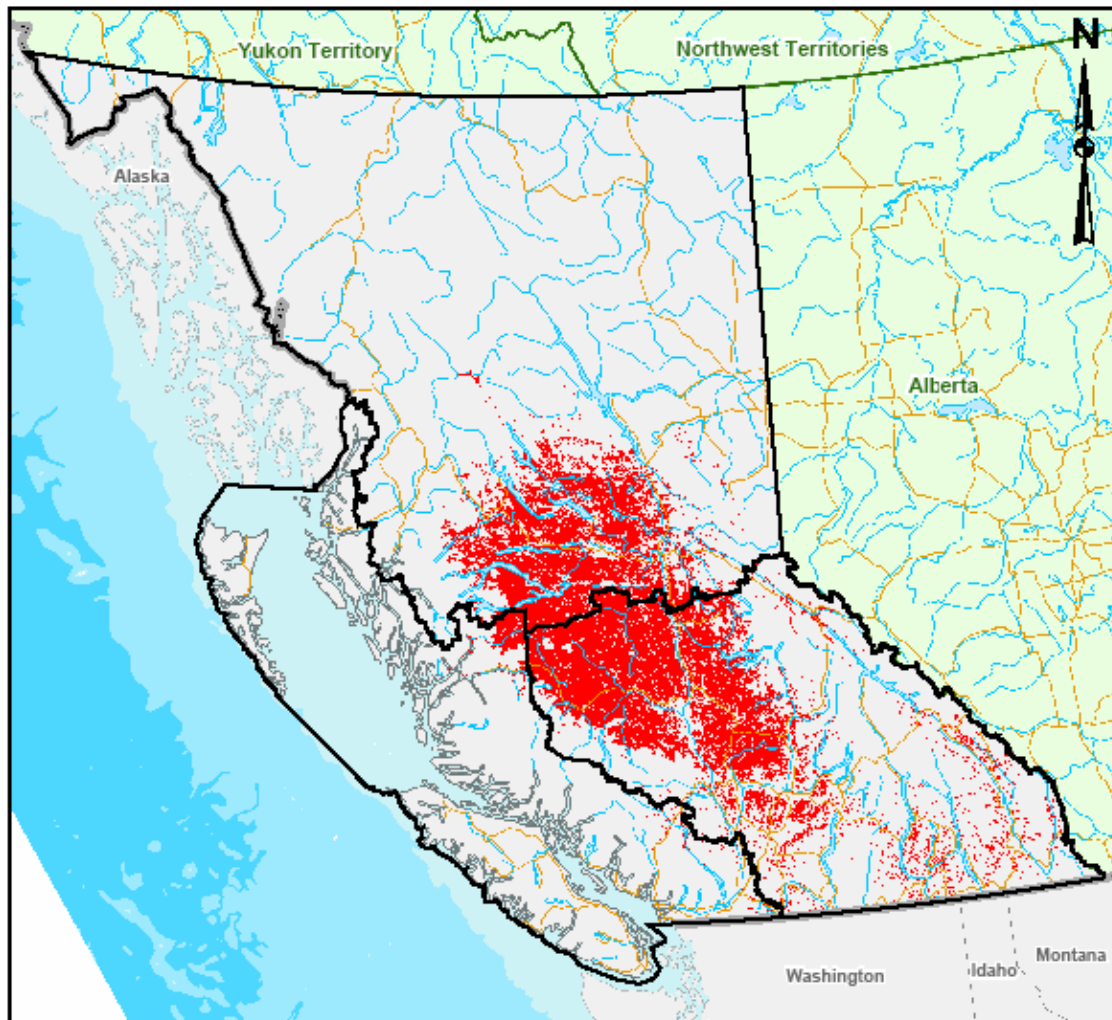 Yukon Territory
Northwest Territories
N
Alaska
Alberta
Washington
Idaho
Montana